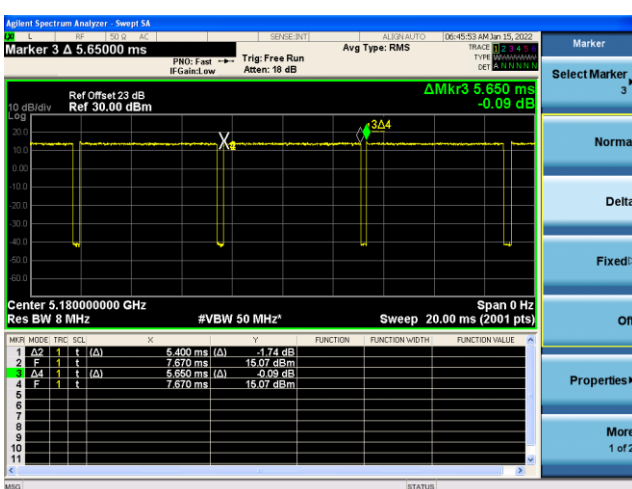 Agilent Spectrum Analyzer - Swept SA
L RF 50 Ω AC SENSE:INT ALIGN AUTO 06:45:53 AM Jan 15, 2022
Marker 3 Δ 5.65000 ms
PNO: Fast Trig: Free Run Avg Type: RMS TRACE 1 2 3 4 5 6
IFGain:Low Atten: 18 dB TYPE
DET A N N N N N
Ref Offset 23 dB ΔMkr3 5.650 ms
10 dB/div Ref 30.00 dBm -0.09 dB
Log
20.0
10.0
0.00
-10.0
-20.0
-30.0
-40.0
-50.0
-60.0
3Δ4
Center 5.180000000 GHz Span 0 Hz
Res BW 8 MHz #VBW 50 MHz* Sweep 20.00 ms (2001 pts)
MKR MODE TRC SCL X Y FUNCTION FUNCTION WIDTH FUNCTION VALUE
1 Δ2 1 t (Δ) 5.400 ms (Δ) -1.74 dB
2 F 1 t 7.670 ms 15.07 dBm
3 Δ4 1 t (Δ) 5.650 ms (Δ) -0.09 dB
4 F 1 t 7.670 ms 15.07 dBm
5
6
7
8
9
10
11
MSG STATUS
Marker
Select Marker
3
Norma
Delta
Fixed
Off
Properties
More
1 of 2